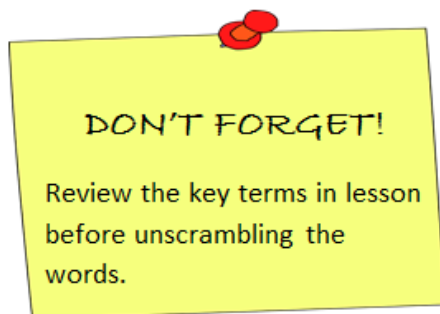 DON'T FORGET!
Review the key terms in lesson
before unscrambling the
words.